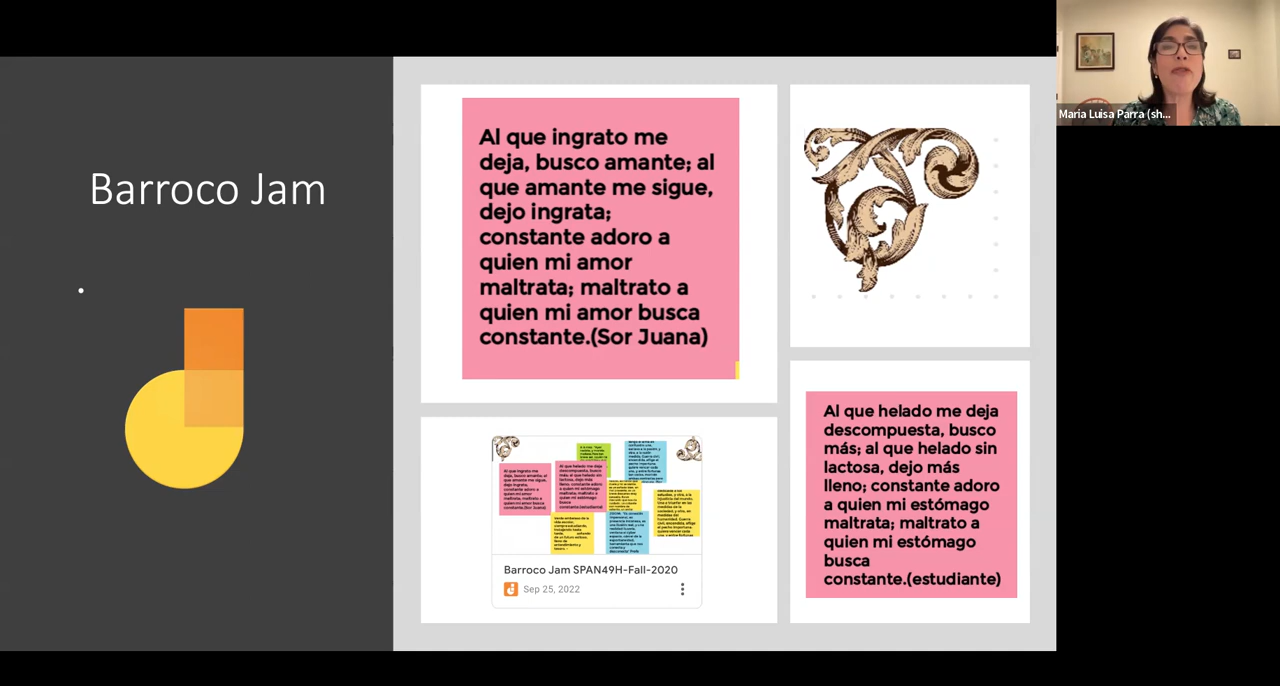 Barroco Jam
Al que ingrato me
deja, busco amante; al
que amante me sigue,
dejo ingrata;
constante adoro a
quien mi amor
maltrata; maltrato a
quien mi amor busca
constante.(Sor Juana)
Barroco Jam SPAN49H-Fall-2020
Sep 25, 2022
Al que helado me deja
descompuesta, busco
más; al que helado sin
lactosa, dejo más
lleno; constante adoro
a quien mi estómago
maltrata; maltrato a
quien mi estómago
busca
constante.(estudiante)
Maria Luisa Parra (sh...